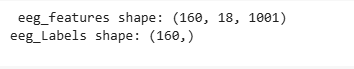 eeg_features shape: (160, 18, 1001)
eeg_Labels shape: (160,)